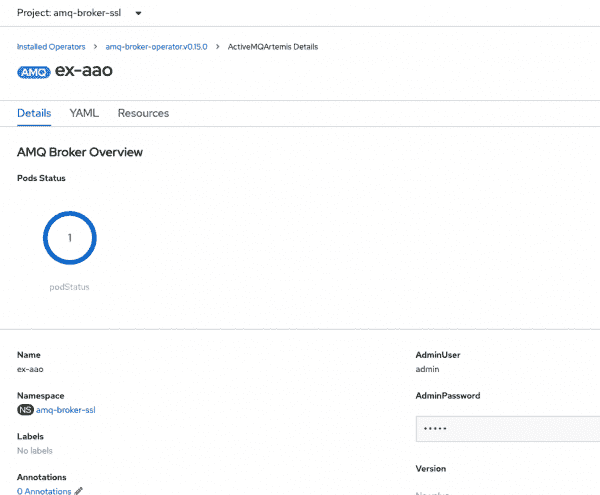 Project: amq-broker-ssl
Installed Operators > amq-broker-operator.v0.15.0 > ActiveMQArtemis Details
AMQ ex-aao
Details YAML Resources
AMQ Broker Overview
Pods Status
1
podStatus
Name
ex-aao
Namespace
NS amq-broker-ssl
Labels
No labels
Annotations
0 Annotations
AdminUser
admin
AdminPassword
•••••
Version
No value